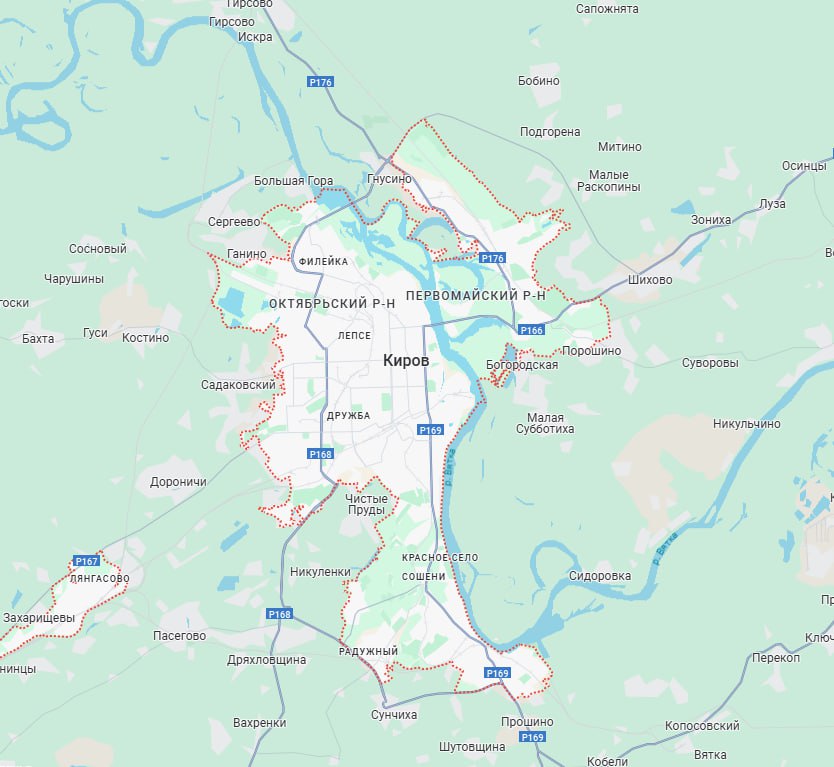 Гирсово
Сапожнята
Гирсово
Искра
Р176
Бобино
Подгорена
Митино
Осинцы
Малые
Раскопины
Гнусино
Большая Гора
Луза
Сергеево
Зониха
Сосновый
Ганино
ФИЛЕЙКА
Р176
Чарушины
Шихово
ОКТЯБРЬСКИЙ Р-Н
ПЕРВОМАЙСКИЙ Р-Н
госки
Гуси
Бахта
Костино
ЛЕПСЕ
Р166
Порошино
Киров
Богородская
Суворовы
Садаковский
ДРУЖБА
Малая
Субботиха
Никульчино
Р169
Р168
р. Вятка
Дороничи
Чистые
Пруды
р. Вятка
Р167
ЛЯНГАСОВО
КРАСНОЕ СЕЛО
СОШЕНИ
Никуленки
Сидоровка
Захарищевы
Р168
Пасегово
Ключ
РАДУЖНЫЙ
Дряхловщина
Перекоп
нинцы
Р169
Сунчиха
Вахренки
Прошино
Копосовский
Р169
Шутовщина
Вятка
Кобели